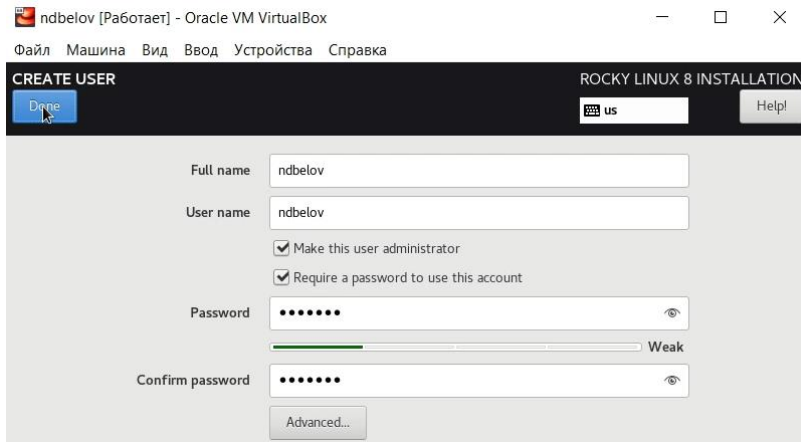 ndbelov [Работает] - Oracle VM VirtualBox
Файл Машина Вид Ввод Устройства Справка
CREATE USER
ROCKY LINUX 8 INSTALLATION
Done
us
Help!
Full name ndbelov
User name ndbelov
Make this user administrator
Require a password to use this account
Password •••••••
Weak
Confirm password •••••••
Advanced...